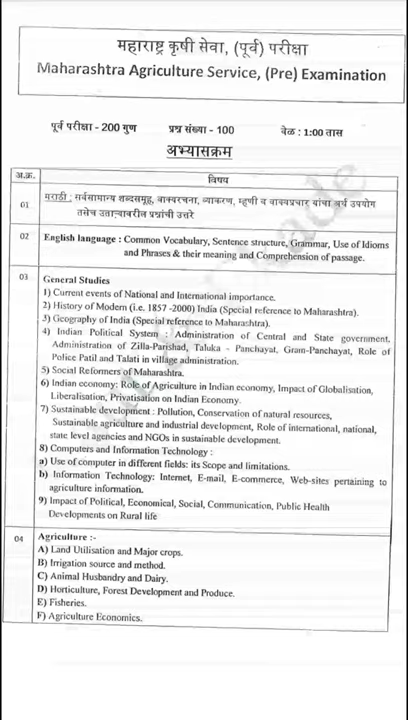 महाराष्ट्र कृषी सेवा, (पूर्व) परीक्षा
Maharashtra Agriculture Service, (Pre) Examination
पूर्व परीक्षा - 200 गुण प्रश्न संख्या - 100 वेळ : 1:00 तास
अभ्यासक्रम
अ.क्र. विषय
01 मराठी : सर्वसामान्य शब्दसमूह, वाक्यरचना, व्याकरण, म्हणी व वाक्यप्रचार यांचा अर्थ उपयोग
तसेच उताऱ्यावरील प्रश्नांची उत्तरे
02 English language : Common Vocabulary, Sentence structure, Grammar, Use of Idioms
and Phrases & their meaning and Comprehension of passage.
03 General Studies
1) Current events of National and International importance.
2) History of Modern (i.e. 1857 -2000) India (Special reference to Maharashtra).
3) Geography of India (Special reference to Maharashtra).
4) Indian Political System : Administration of Central and State government,
Administration of Zilla-Parishad, Taluka - Panchayat, Gram-Panchayat, Role of
Police Patil and Talati in village administration.
5) Social Reformers of Maharashtra.
6) Indian economy: Role of Agriculture in Indian economy, Impact of Globalisation,
Liberalisation, Privatisation on Indian Economy.
7) Sustainable development : Pollution, Conservation of natural resources,
Sustainable agriculture and industrial development, Role of international, national,
state level agencies and NGOs in sustainable development.
8) Computers and Information Technology :
a) Use of computer in different fields: its Scope and limitations.
b) Information Technology: Internet, E-mail, E-commerce, Web-sites pertaining to
agriculture information.
9) Impact of Political, Economical, Social, Communication, Public Health
Developments on Rural life
04 Agriculture :-
A) Land Utilisation and Major crops.
B) Irrigation source and method.
C) Animal Husbandry and Dairy.
D) Horticulture, Forest Development and Produce.
E) Fisheries.
F) Agriculture Economics.